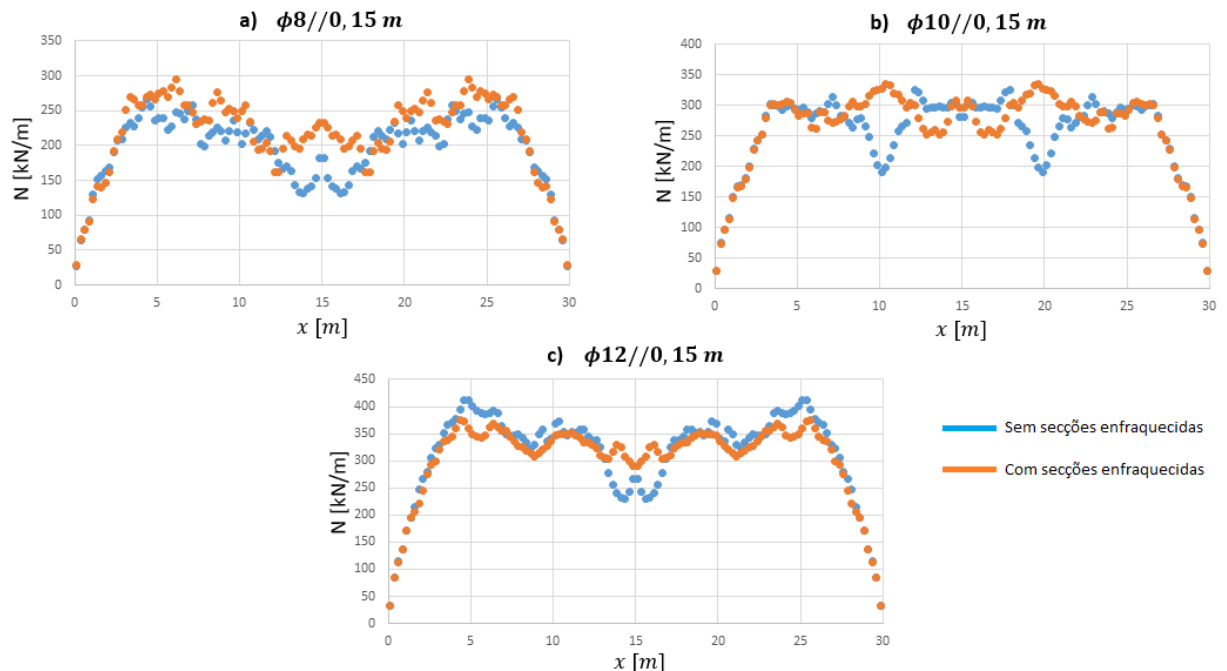 a) ϕ8//0, 15 m
350
300
250
200
150
100
50
0
N [kN/m]
0 5 10 15 20 25 30
x [m]
b) ϕ10//0, 15 m
400
350
300
250
200
150
100
50
0
N [kN/m]
0 5 10 15 20 25 30
x [m]
c) ϕ12//0, 15 m
450
400
350
300
250
200
150
100
50
0
N [kN/m]
0 5 10 15 20 25 30
x [m]
Sem secções enfraquecidas
Com secções enfraquecidas